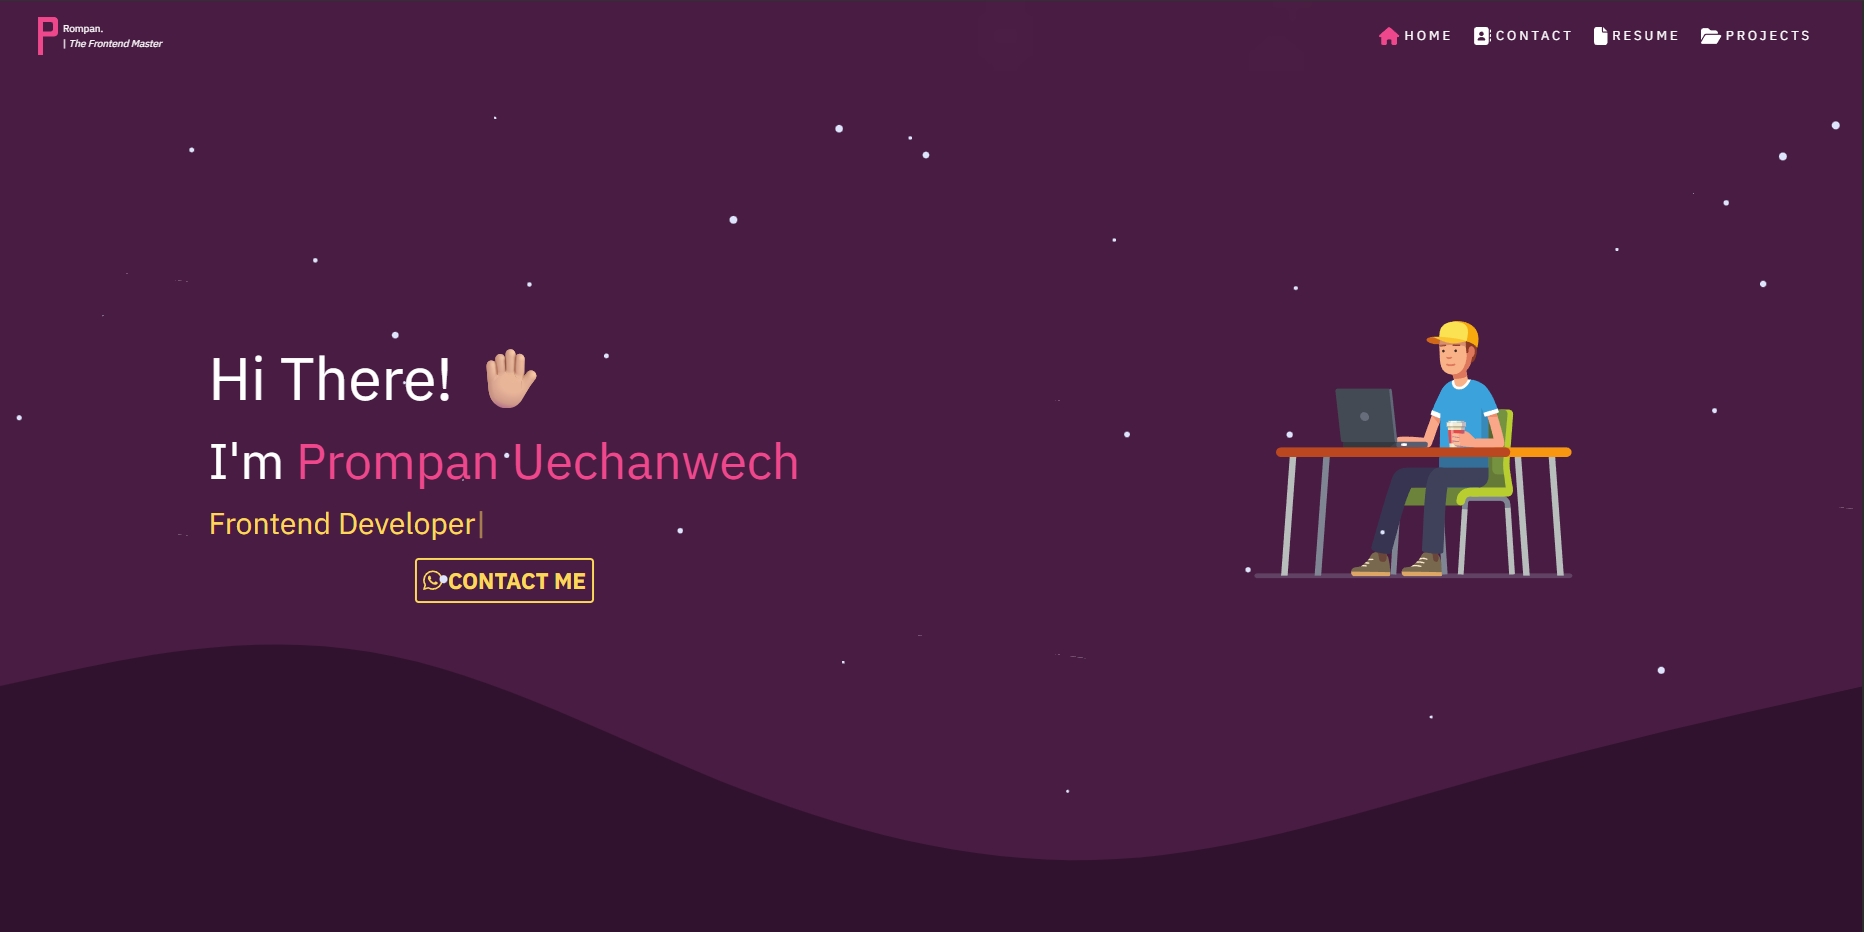 Rompan.
| The Frontend Master
HOME
CONTACT
RESUME
PROJECTS
Hi There!
I'm Prompan Uechanwech
Frontend Developer|
CONTACT ME